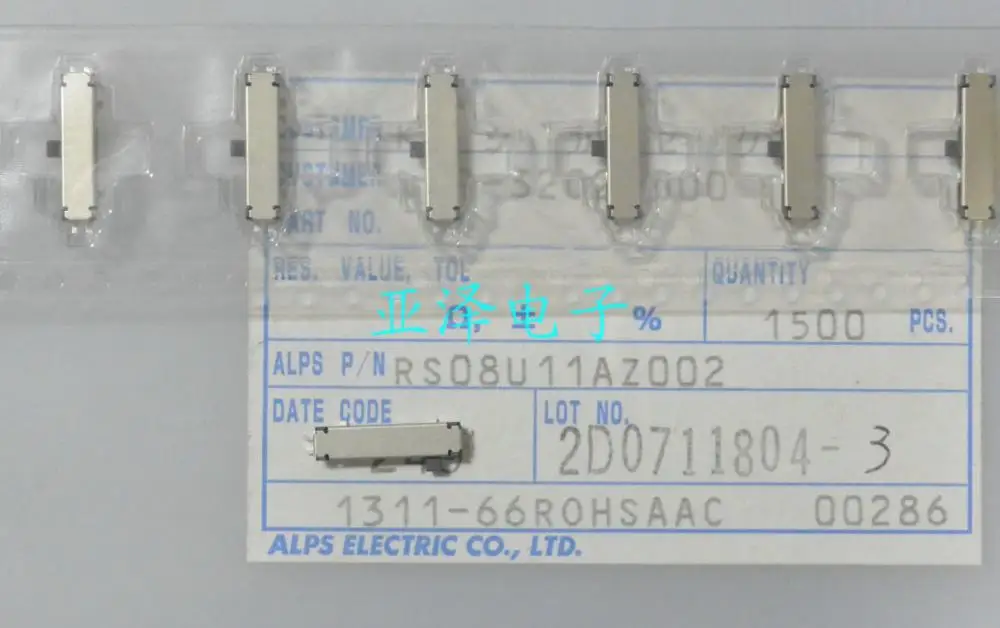 PART NO.
RES. VALUE, TOL QUANTITY
亚泽电子
Ω, ± % 1500 PCS.
ALPS P/N RS08U11AZ002
DATE CODE LOT NO.
2D0711804-3
1311-66ROHSAAC 00286
ALPS ELECTRIC CO., LTD.